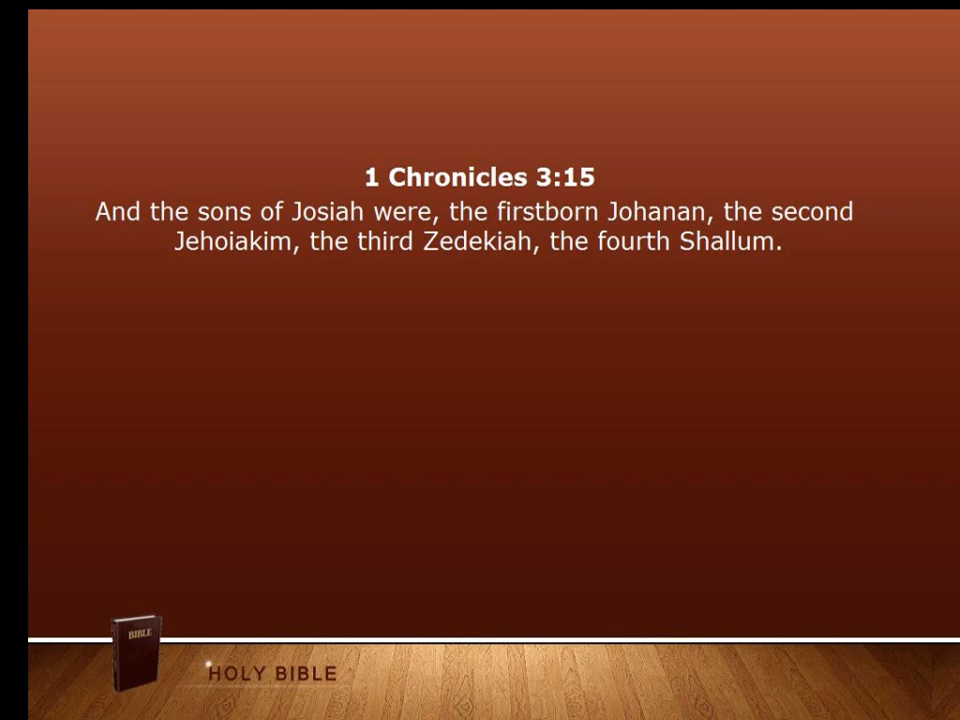 1 Chronicles 3:15
And the sons of Josiah were, the firstborn Johanan, the second
Jehoiakim, the third Zedekiah, the fourth Shallum.
BIBLE
HOLY BIBLE